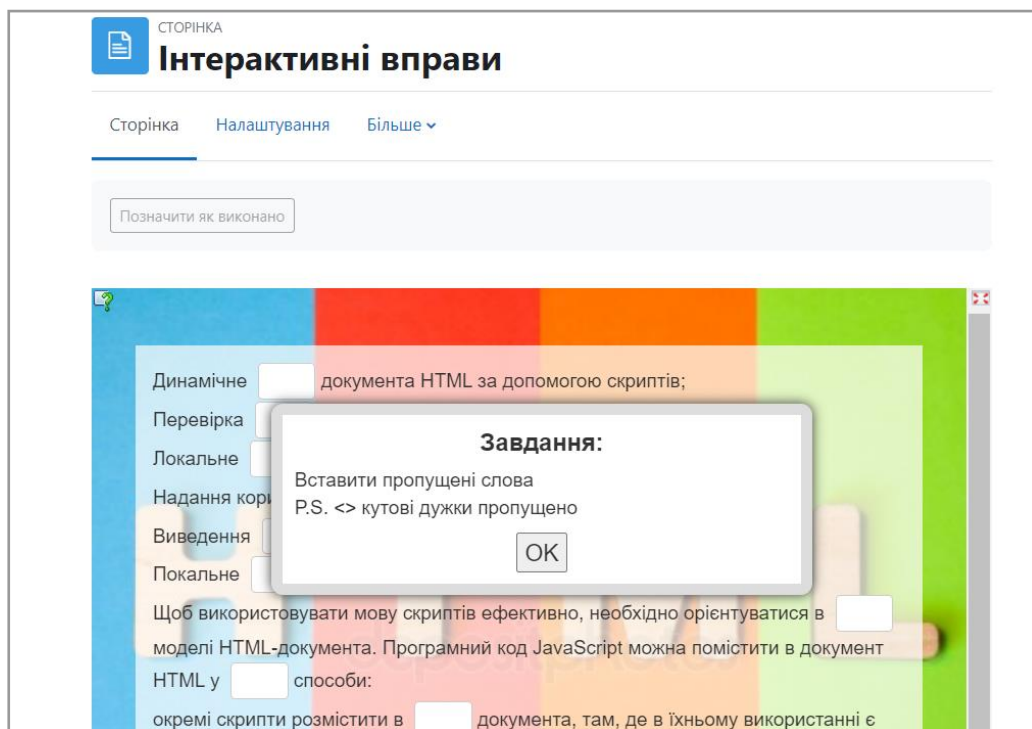 СТОРІНКА
Інтерактивні вправи
Сторінка Налаштування Більше
Позначити як виконано
Динамічне документа HTML за допомогою скриптів;
Перевірка
Локальне
Надання
Виведення
Покальне
Завдання:
Вставити пропущені слова
P.S. <> кутові дужки пропущено
OK
Щоб використовувати мову скриптів ефективно, необхідно орієнтуватися в
моделі HTML-документа. Програмний код JavaScript можна помістити в документ
HTML у способи:
окремі скрипти розмістити в документа, там, де в їхньому використанні є
depositphotos